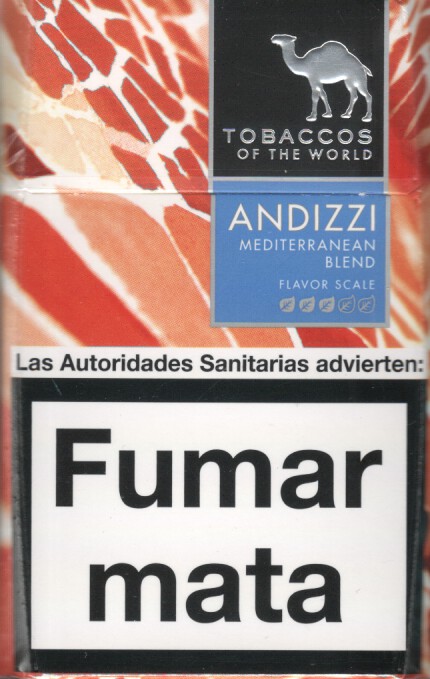 TOBACCOS
OF THE WORLD
ANDIZZI
MEDITERRANEAN
BLEND
FLAVOR SCALE
Las Autoridades Sanitarias advierten:
Fumar
mata